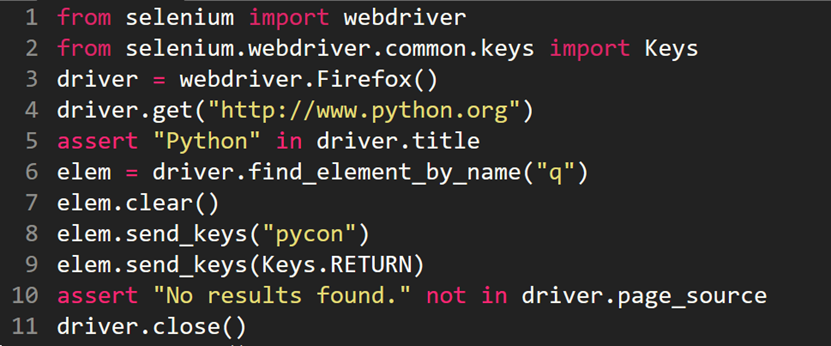 1 from selenium import webdriver
2 from selenium.webdriver.common.keys import Keys
3 driver = webdriver.Firefox()
4 driver.get("http://www.python.org")
5 assert "Python" in driver.title
6 elem = driver.find_element_by_name("q")
7 elem.clear()
8 elem.send_keys("pycon")
9 elem.send_keys(Keys.RETURN)
10 assert "No results found." not in driver.page_source
11 driver.close()